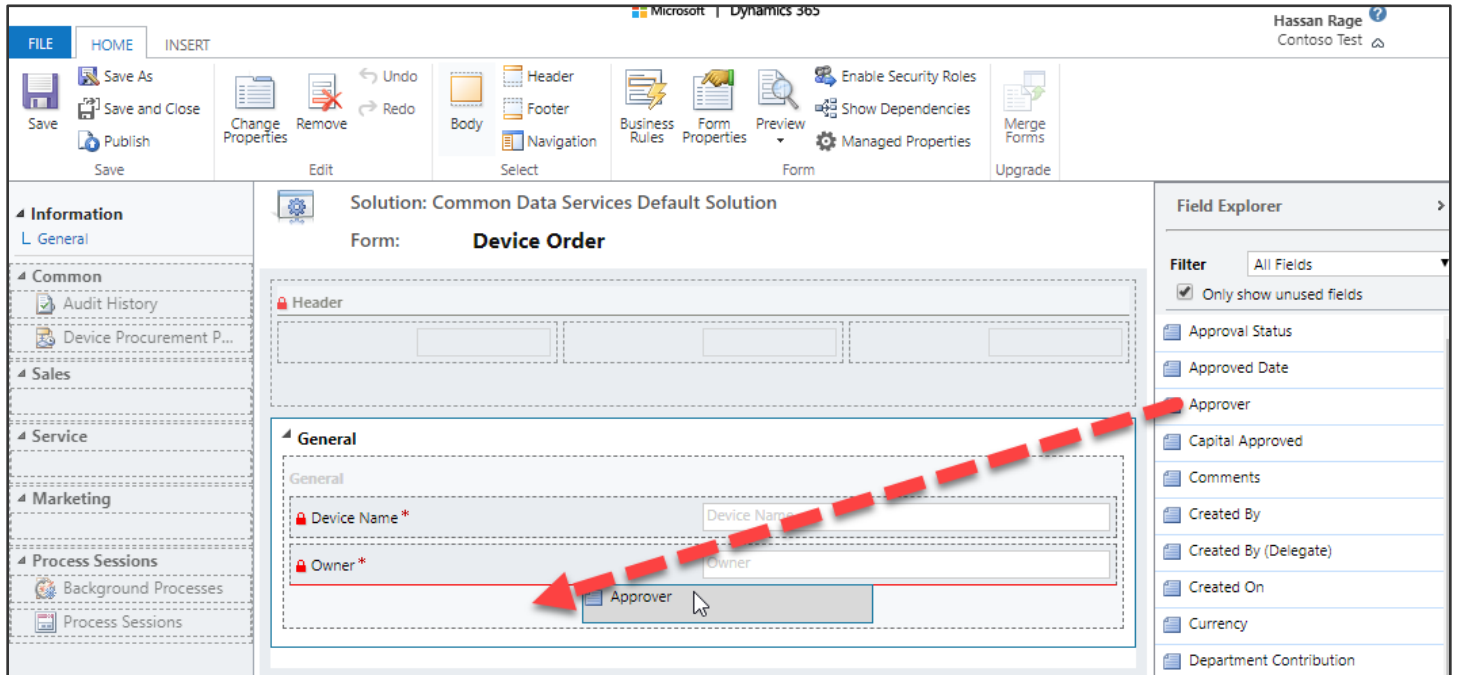 Microsoft | Dynamics 365
Hassan Rage
Contoso Test
FILE HOME INSERT
Save
Save As
Save and Close
Publish
Save
Change Properties
Remove
Undo
Redo
Edit
Body
Header
Footer
Navigation
Select
Business Rules
Form Properties
Preview
Enable Security Roles
Show Dependencies
Managed Properties
Form
Merge Forms
Upgrade
Information
General
Common
Audit History
Device Procurement P...
Sales
Service
Marketing
Process Sessions
Background Processes
Process Sessions
Solution: Common Data Services Default Solution
Form: Device Order
Header
General
General
Device Name* Device Name
Owner* Owner
Approver
Field Explorer
Filter All Fields
Only show unused fields
Approval Status
Approved Date
Approver
Capital Approved
Comments
Created By
Created By (Delegate)
Created On
Currency
Department Contribution